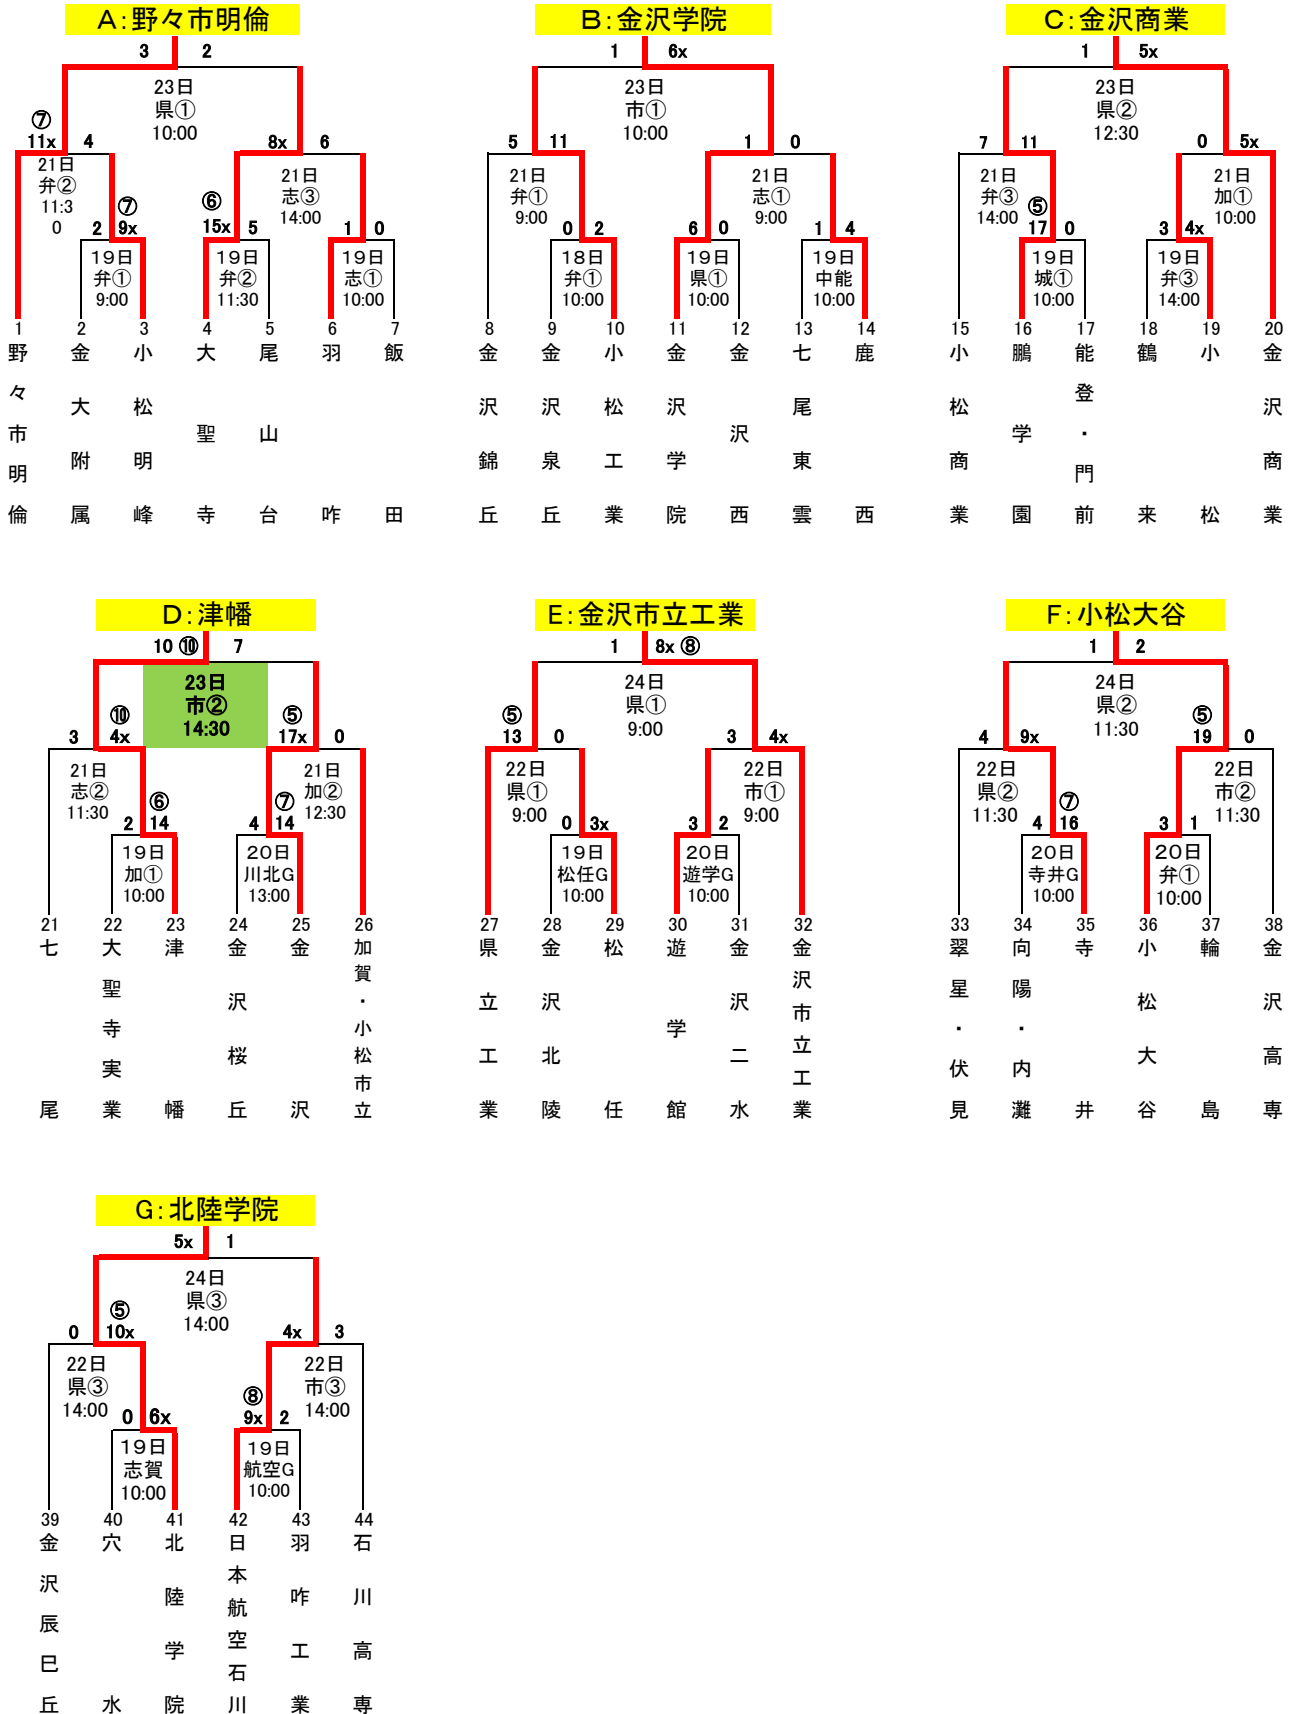 A:野々市明倫
3 2
23日
県①
10:00
⑦
11x 4
21日
弁②
11:3
0
8x 6
21日
志③
14:00
⑦
2 9x
19日
弁①
9:00
⑥
15x 5
19日
弁②
11:30
1 0
19日
志①
10:00
1 野々市明倫
2 金大附属
3 小松明峰
4 大聖寺
5 尾山台
6 羽咋
7 飯田
B:金沢学院
1 6x
23日
市①
10:00
5 11
21日
弁①
9:00
1 0
21日
志①
9:00
0 2
18日
弁①
10:00
6 0
19日
県①
10:00
1 4
19日
中能
10:00
8 金沢錦丘
9 金沢泉丘
10 小松工業
11 金沢学院
12 金沢西
13 七尾東雲
14 鹿西
C:金沢商業
1 5x
23日
県②
12:30
7 11
21日
弁③
14:00
0 5x
21日
加①
10:00
⑤
17 0
19日
城①
10:00
3 4x
19日
弁③
14:00
15 小松商業
16 鵬学園
17 能登・門前
18 鶴来
19 小松
20 金沢商業
D:津幡
10 ⑩ 7
23日
市②
14:30
⑩
3 4x
21日
志②
11:30
⑤
17x 0
21日
加②
12:30
⑥
2 14
19日
加①
10:00
⑦
4 14
20日
川北G
13:00
21 七尾
22 大聖寺実業
23 津幡
24 金沢桜丘
25 金沢
26 加賀・小松市立
E:金沢市立工業
1 8x ⑧
24日
県①
9:00
⑤
13 0
22日
県①
9:00
3 4x
22日
市①
9:00
0 3x
19日
松任G
10:00
3 2
20日
遊学G
10:00
27 県立工業
28 金沢北陵
29 松任
30 遊学館
31 金沢二水
32 金沢市立工業
F:小松大谷
1 2
24日
県②
11:30
4 9x
22日
県②
11:30
⑤
19 0
22日
市②
11:30
⑦
4 16
20日
寺井G
10:00
3 1
20日
弁①
10:00
33 翠星・伏見
34 向陽・内灘
35 寺井
36 小松大谷
37 輪島
38 金沢高専
G:北陸学院
5x 1
24日
県③
14:00
⑤
0 10x
22日
県③
14:00
4x 3
22日
市③
14:00
0 6x
19日
志賀
10:00
⑧
9x 2
19日
航空G
10:00
39 金沢辰巳丘
40 穴水
41 北陸学院
42 日本航空石川
43 羽咋工業
44 石川高専